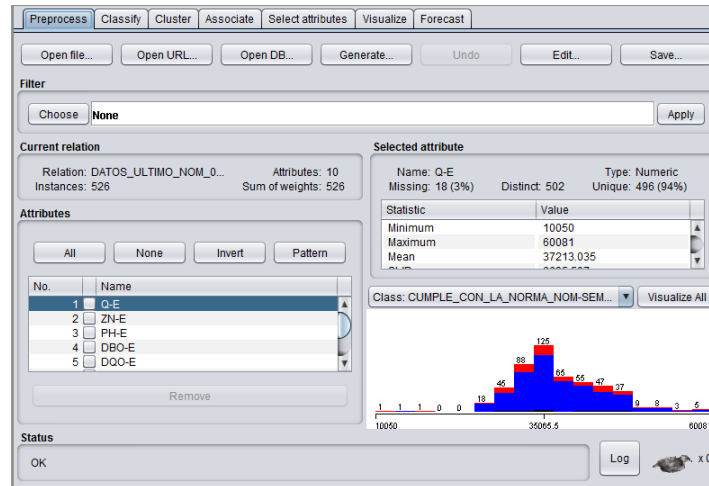 Preprocess Classify Cluster Associate Select attributes Visualize Forecast
Open file... Open URL... Open DB... Generate... Undo Edit... Save...
Filter
Choose None Apply
Current relation
Relation: DATOS_ULTIMO_NOM_0... Attributes: 10
Instances: 526 Sum of weights: 526
Attributes
All None Invert Pattern
No. Name
1 Q-E
2 ZN-E
3 PH-E
4 DBO-E
5 DQO-E
Remove
Selected attribute
Name: Q-E Type: Numeric
Missing: 18 (3%) Distinct: 502 Unique: 496 (94%)
Statistic Value
Minimum 10050
Maximum 60081
Mean 37213.035
Class: CUMPLE_CON_LA_NORMA_NOM-SEM... Visualize All
1 1 1 0 0 18 45 88 125 65 55 47 37 9 8 3 5
10050 35065.5 60081
Status
OK Log x 0